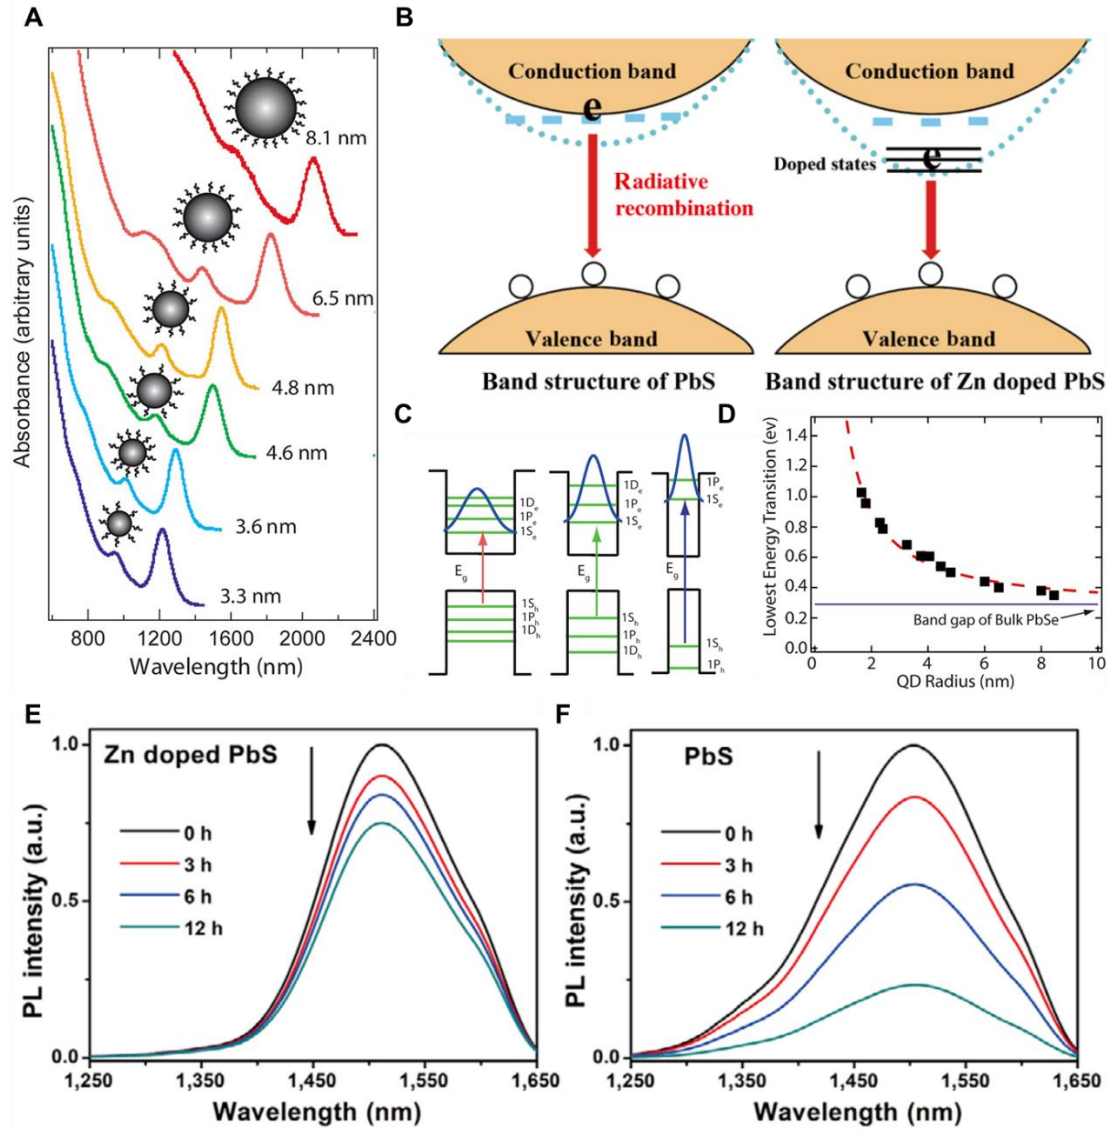 A
Absorbance (arbitrary units)
8.1 nm
6.5 nm
4.8 nm
4.6 nm
3.6 nm
3.3 nm
800 1200 1600 2000 2400
Wavelength (nm)
B
Conduction band
e
Radiative
recombination
Valence band
Band structure of PbS
Conduction band
Doped states
e
Valence band
Band structure of Zn doped PbS
C
1De
1Pe
1Se
Eg
1Sh
1Ph
1Dh
1De
1Pe
1Se
Eg
1Sh
1Ph
1Dh
1Pe
1Se
Eg
1Sh
1Ph
D
Lowest Energy Transition (ev)
1.4
1.2
1.0
0.8
0.6
0.4
0.2
0.0
Band gap of Bulk PbSe
0 2 4 6 8 10
QD Radius (nm)
E
Zn doped PbS
PL intensity (a.u.)
1.0
0.5
0.0
0 h
3 h
6 h
12 h
1,250 1,350 1,450 1,550 1,650
Wavelength (nm)
F
PbS
PL intensity (a.u.)
1.0
0.5
0.0
0 h
3 h
6 h
12 h
1,250 1,350 1,450 1,550 1,650
Wavelength (nm)